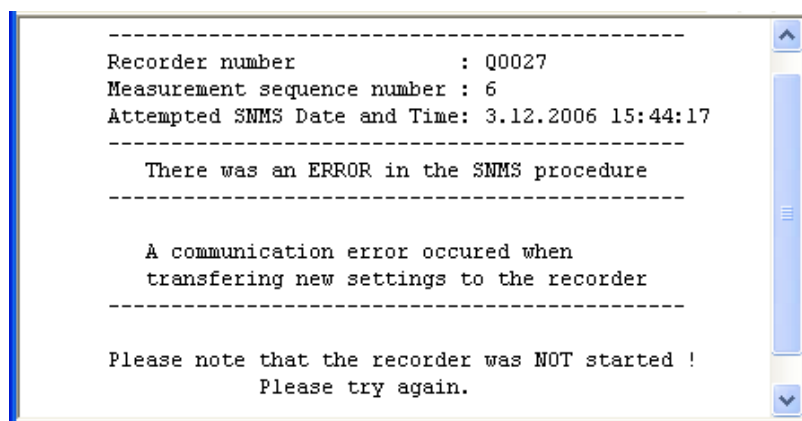 ----------------------------------------------
Recorder number             : Q0027
Measurement sequence number : 6
Attempted SNMS Date and Time: 3.12.2006 15:44:17
----------------------------------------------
There was an ERROR in the SNMS procedure
----------------------------------------------
A communication error occured when
transfering new settings to the recorder
----------------------------------------------
Please note that the recorder was NOT started !
Please try again.